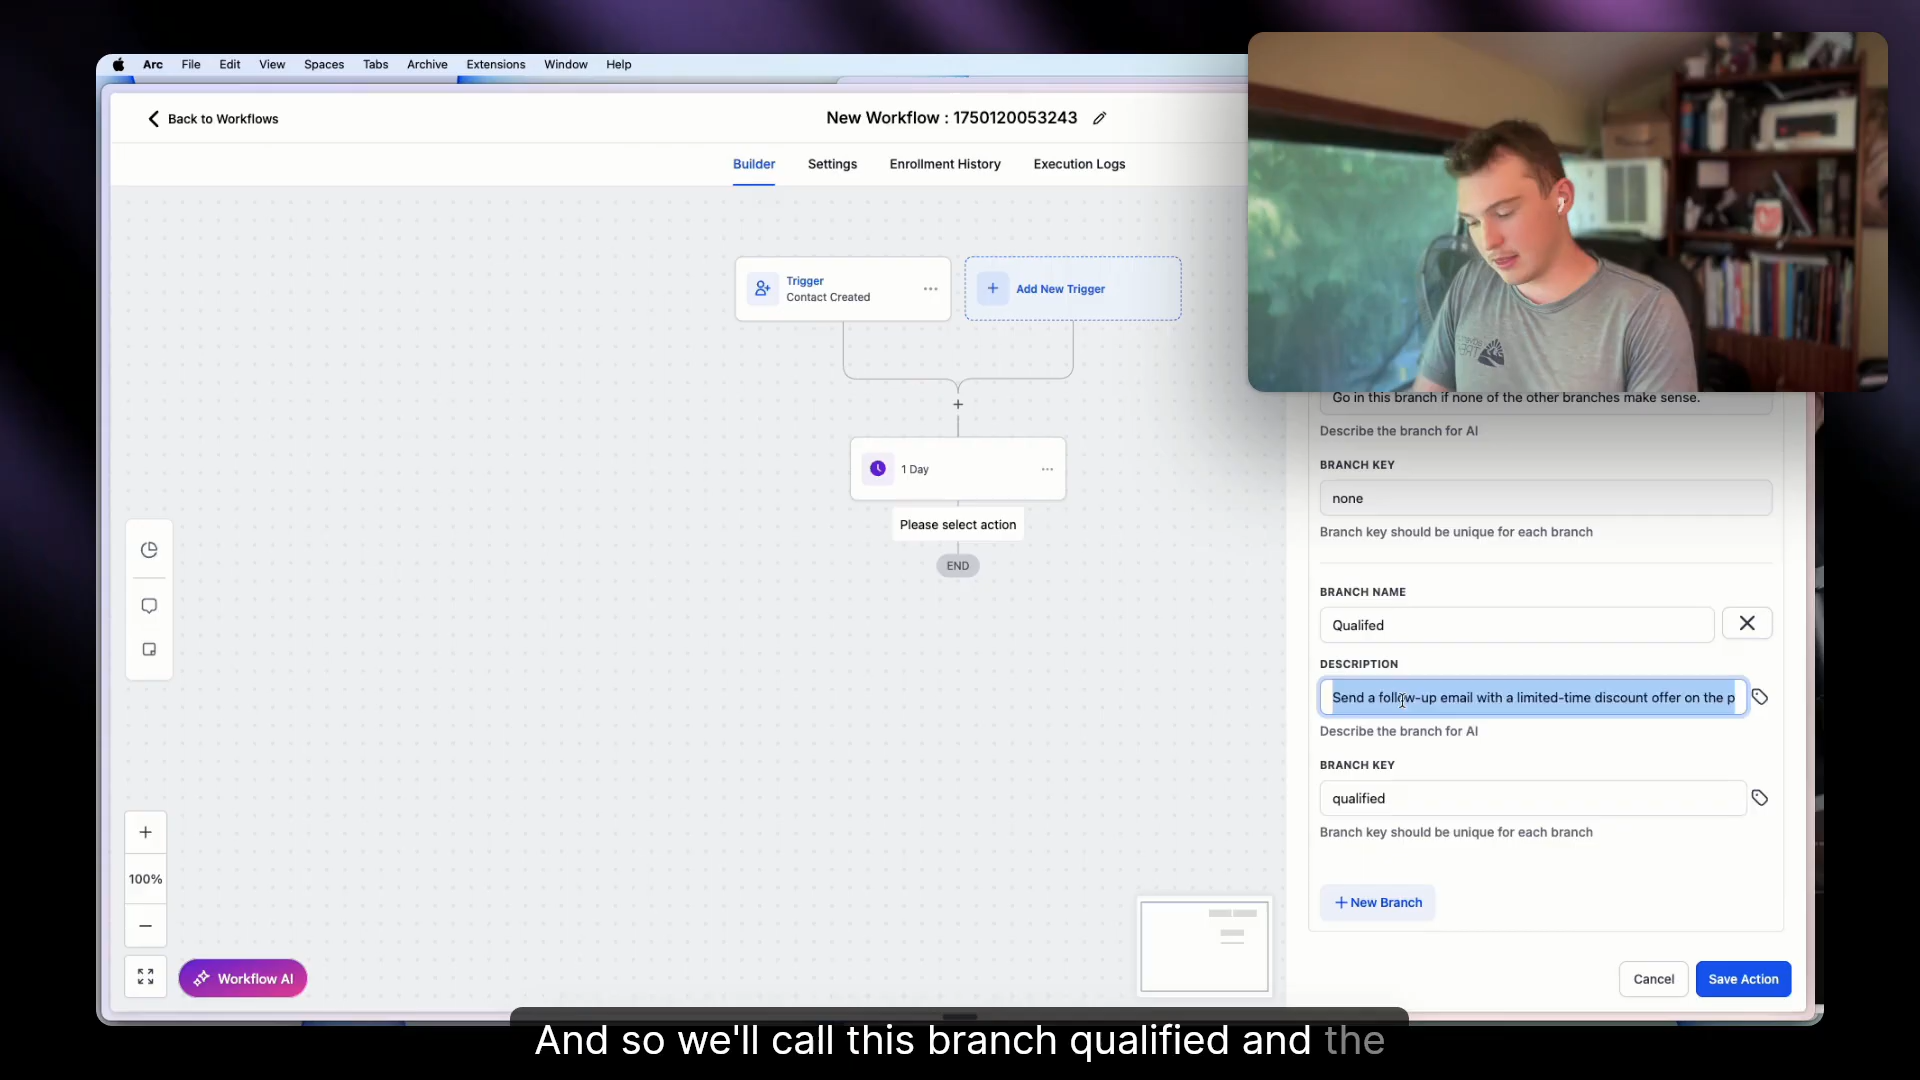 Arc File Edit View Spaces Tabs Archive Extensions Window Help
Back to Workflows
New Workflow : 1750120053243
Builder Settings Enrollment History Execution Logs
Trigger
Contact Created
Add New Trigger
1 Day
Please select action
END
Go in this branch if none of the other branches make sense.
Describe the branch for AI
BRANCH KEY
none
Branch key should be unique for each branch
BRANCH NAME
Qualifed
DESCRIPTION
Send a follow-up email with a limited-time discount offer on the p
Describe the branch for AI
BRANCH KEY
qualified
Branch key should be unique for each branch
+ New Branch
100%
Workflow AI
Cancel Save Action
And so we'll call this branch qualified and the